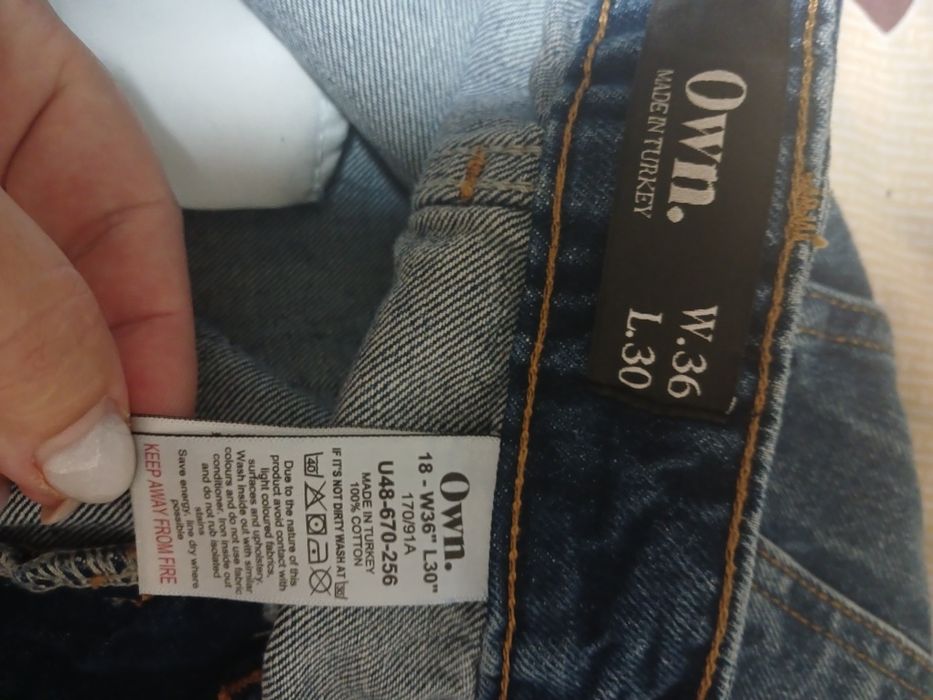 Own.
MADE IN TURKEY
W.36
L.30
Own.
18 - W36" L30"
170/91A
U48-670-256
MADE IN TURKEY
100% COTTON
IF IT'S NOT DIRTY WASH AT 30
40
Due to the nature of this
product avoid contact with
light coloured fabrics,
surfaces and upholstery.
Wash inside out with similar
colours and do not use fabric
conditioner. Iron inside out
and do not rub isolated
stains
Save energy, line dry where
possible
KEEP AWAY FROM FIRE